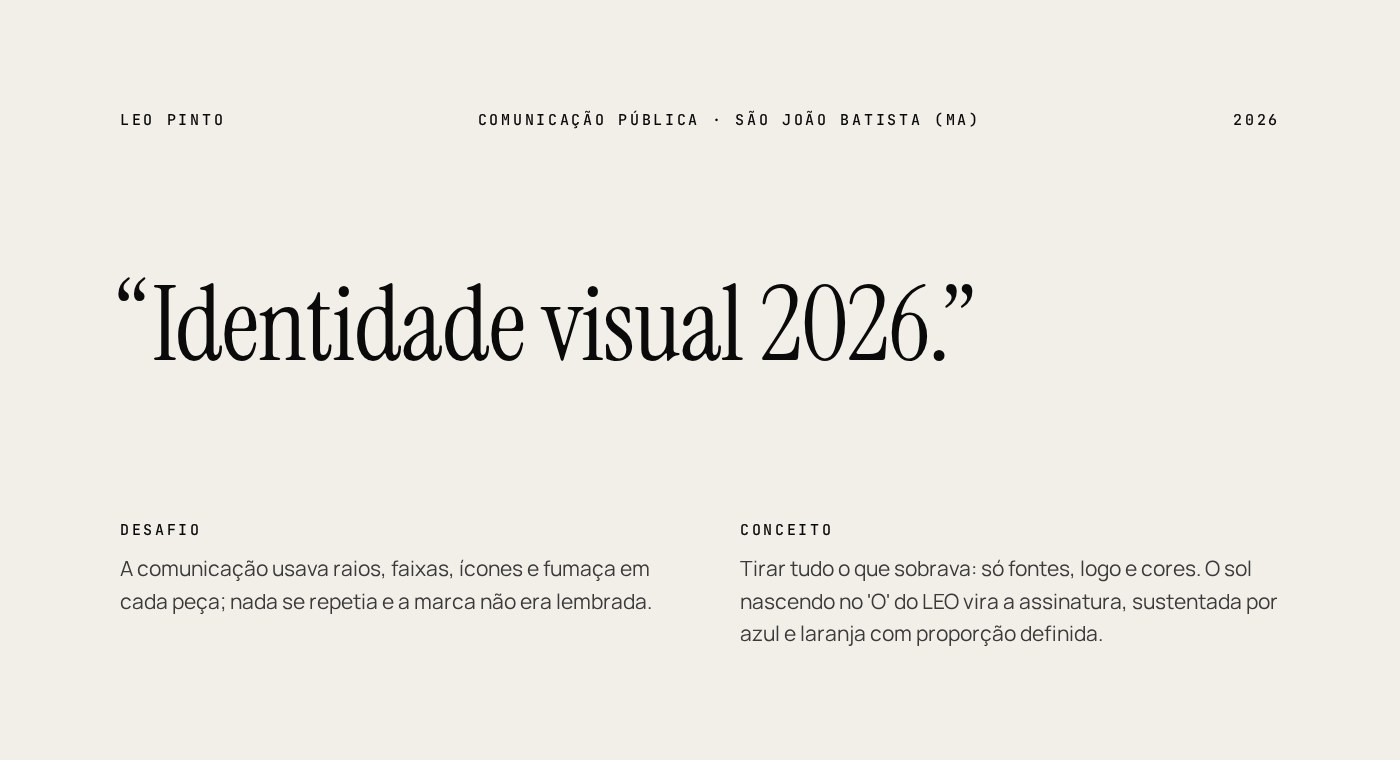 LEO PINTO
COMUNICAÇÃO PÚBLICA · SÃO JOÃO BATISTA (MA)
2026
“Identidade visual 2026.”
DESAFIO
A comunicação usava raios, faixas, ícones e fumaça em
cada peça; nada se repetia e a marca não era lembrada.
CONCEITO
Tirar tudo o que sobrava: só fontes, logo e cores. O sol
nascendo no 'O' do LEO vira a assinatura, sustentada por
azul e laranja com proporção definida.